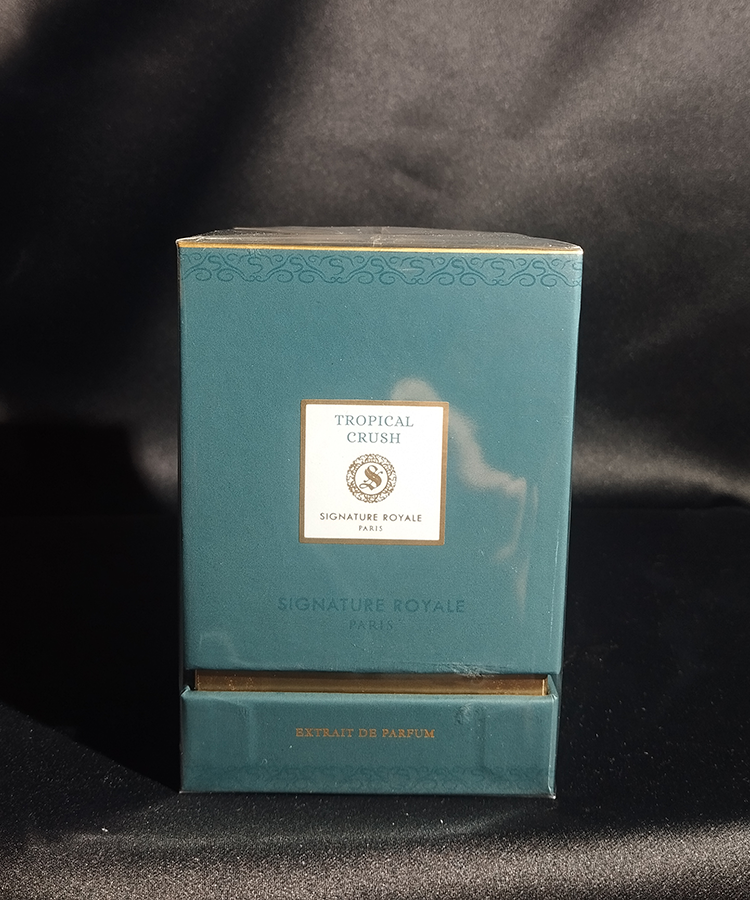 TROPICAL
CRUSH
S
SIGNATURE ROYALE
PARIS
SIGNATURE ROYALE
PARIS
EXTRAIT DE PARFUM